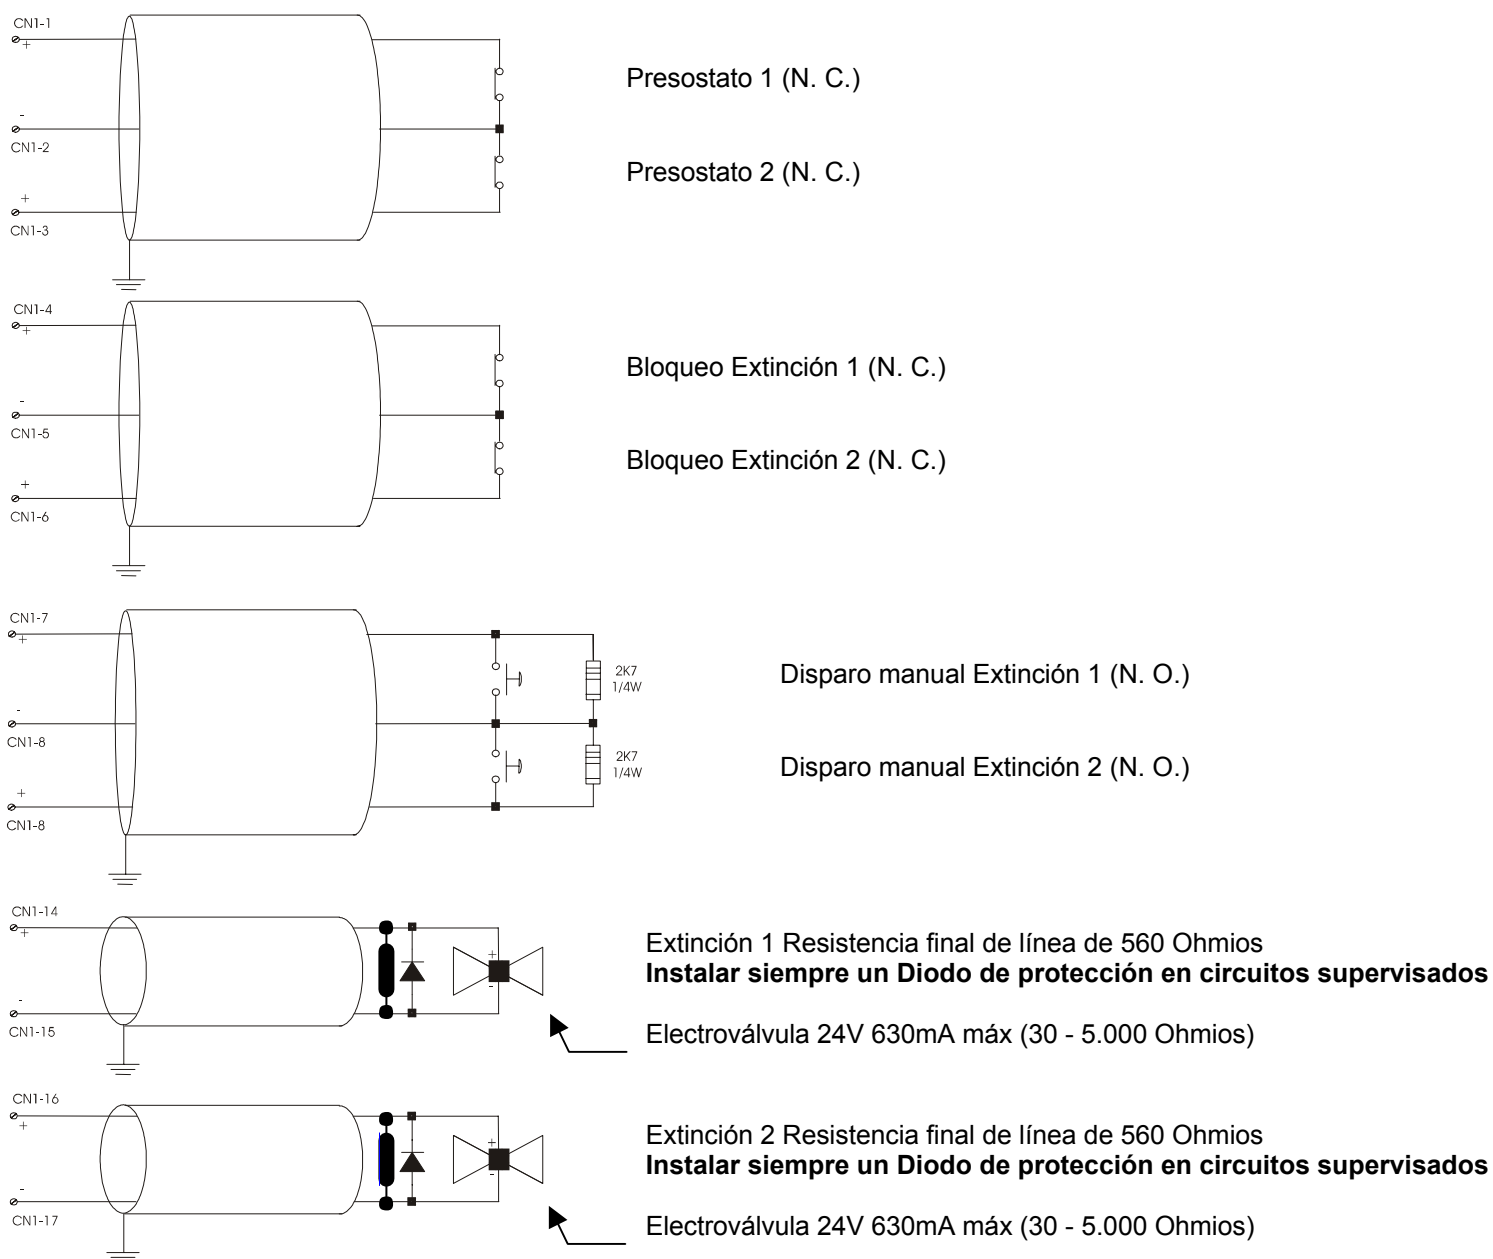 CN1-1
+
Presostato 1 (N. C.)
-
CN1-2
Presostato 2 (N. C.)
+
CN1-3
CN1-4
+
Bloqueo Extinción 1 (N. C.)
-
CN1-5
Bloqueo Extinción 2 (N. C.)
+
CN1-6
CN1-7
+
2K7
1/4W
Disparo manual Extinción 1 (N. O.)
-
CN1-8
2K7
1/4W
Disparo manual Extinción 2 (N. O.)
+
CN1-8
CN1-14
+
+
-
Extinción 1 Resistencia final de línea de 560 Ohmios
Instalar siempre un Diodo de protección en circuitos supervisados
-
CN1-15
Electroválvula 24V 630mA máx (30 - 5.000 Ohmios)
CN1-16
+
+
-
Extinción 2 Resistencia final de línea de 560 Ohmios
Instalar siempre un Diodo de protección en circuitos supervisados
-
CN1-17
Electroválvula 24V 630mA máx (30 - 5.000 Ohmios)